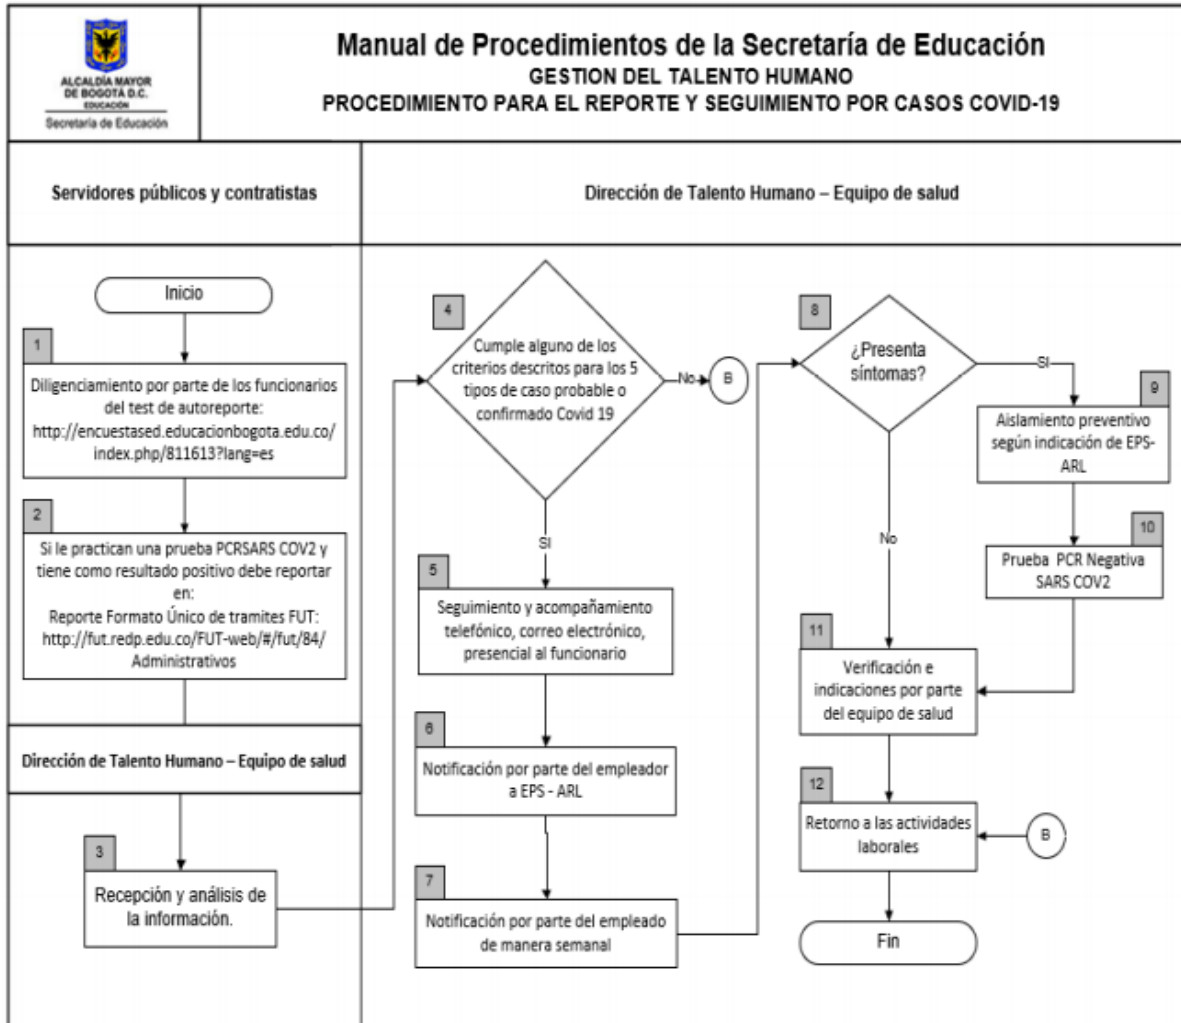 ALCALDÍA MAYOR
DE BOGOTÁ D.C.
EDUCACIÓN
Secretaría de Educación
Manual de Procedimientos de la Secretaría de Educación
GESTION DEL TALENTO HUMANO
PROCEDIMIENTO PARA EL REPORTE Y SEGUIMIENTO POR CASOS COVID-19
Servidores públicos y contratistas
Dirección de Talento Humano – Equipo de salud
Inicio
1
Diligenciamiento por parte de los funcionarios
del test de autoreporte:
http://encuestased.educacionbogota.edu.co/
index.php/811613?lang=es
2
Si le practican una prueba PCRSARS COV2 y
tiene como resultado positivo debe reportar
en:
Reporte Formato Único de tramites FUT:
http://fut.redp.edu.co/FUT-web/#/fut/84/
Administrativos
Dirección de Talento Humano – Equipo de salud
3
Recepción y análisis de
la información.
4
Cumple alguno de los
criterios descritos para los 5
tipos de caso probable o
confirmado Covid 19
No
B
SI
5
Seguimiento y acompañamiento
telefónico, correo electrónico,
presencial al funcionario
6
Notificación por parte del empleador
a EPS - ARL
7
Notificación por parte del empleado
de manera semanal
8
¿Presenta
síntomas?
SI
No
9
Aislamiento preventivo
según indicación de EPS-
ARL
10
Prueba PCR Negativa
SARS COV2
11
Verificación e
indicaciones por parte
del equipo de salud
12
Retorno a las actividades
laborales
B
Fin